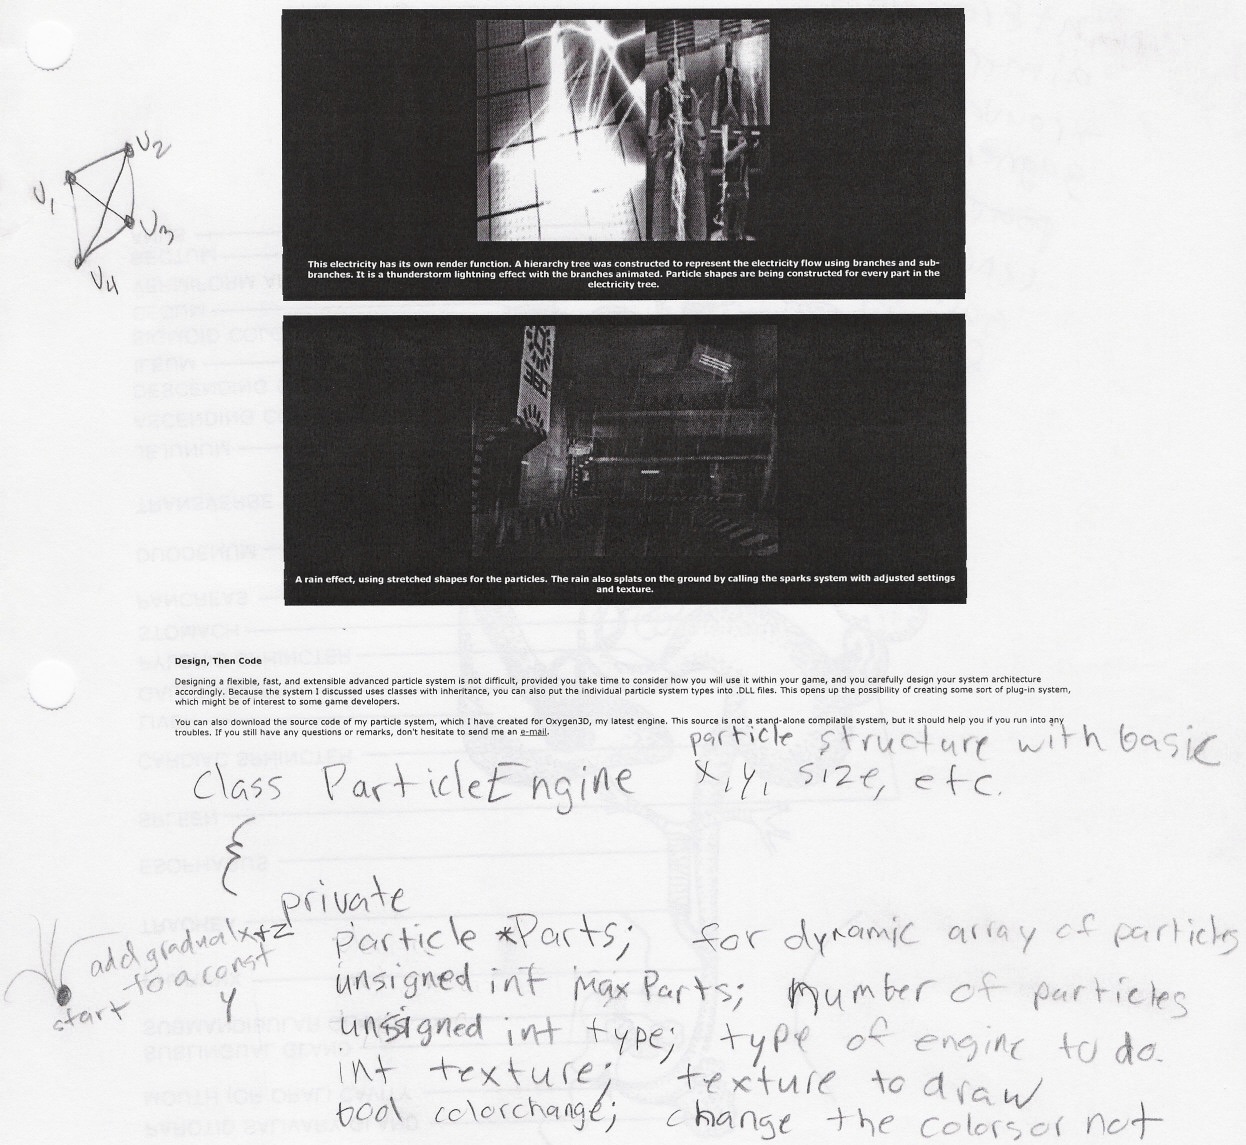 V2
V1
V3
V4
This electricity has its own render function. A hierarchy tree was constructed to represent the electricity flow using branches and sub-
branches. It is a thunderstorm lightning effect with the branches animated. Particle shapes are being constructed for every part in the
electricity tree.
A rain effect, using stretched shapes for the particles. The rain also splats on the ground by calling the sparks system with adjusted settings
and texture.
Design, Then Code
Designing a flexible, fast, and extensible advanced particle system is not difficult, provided you take time to consider how you will use it within your game, and you carefully design your system architecture
accordingly. Because the system I discussed uses classes with inheritance, you can also put the individual particle system types into .DLL files. This opens up the possibility of creating some sort of plug-in system,
which might be of interest to some game developers.
You can also download the source code of my particle system, which I have created for Oxygen3D, my latest engine. This source is not a stand-alone compilable system, but it should help you if you run into any
troubles. If you still have any questions or remarks, don't hesitate to send me an e-mail.
particle structure with basic
x, y, size, etc.
Class ParticleEngine
{
private
add gradual x+z
to a const
Y
start
particle *Parts; for dynamic array of particles
unsigned int MaxParts; number of particles
unsigned int type; type of engine to do.
int texture; texture to draw
bool colorchange; change the colors or not
PANCREAS
STOMACH
DUODENUM
TRANSVERSE
JEJUNUM
ILEUM
SPLEEN
ESOPHAGUS